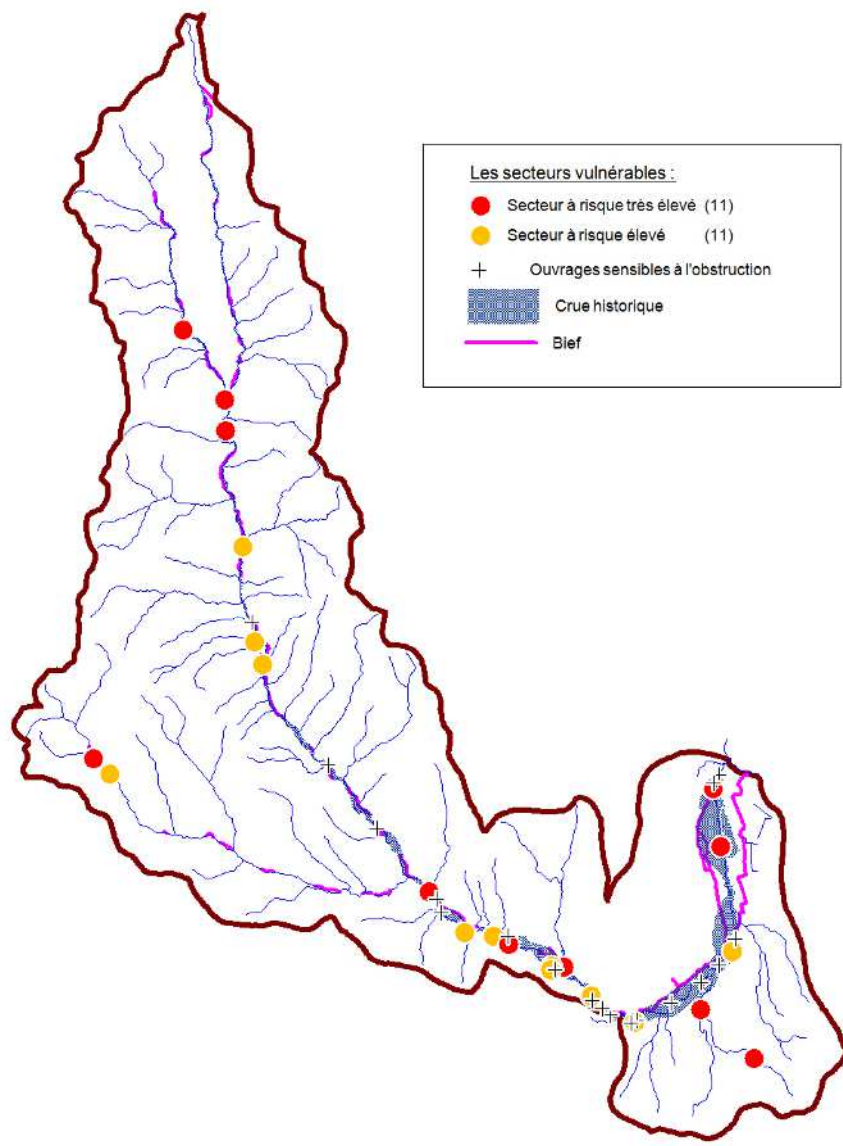 Les secteurs vulnérables :
Secteur à risque très élevé (11)
Secteur à risque élevé (11)
Ouvrages sensibles à l'obstruction
Crue historique
Bief